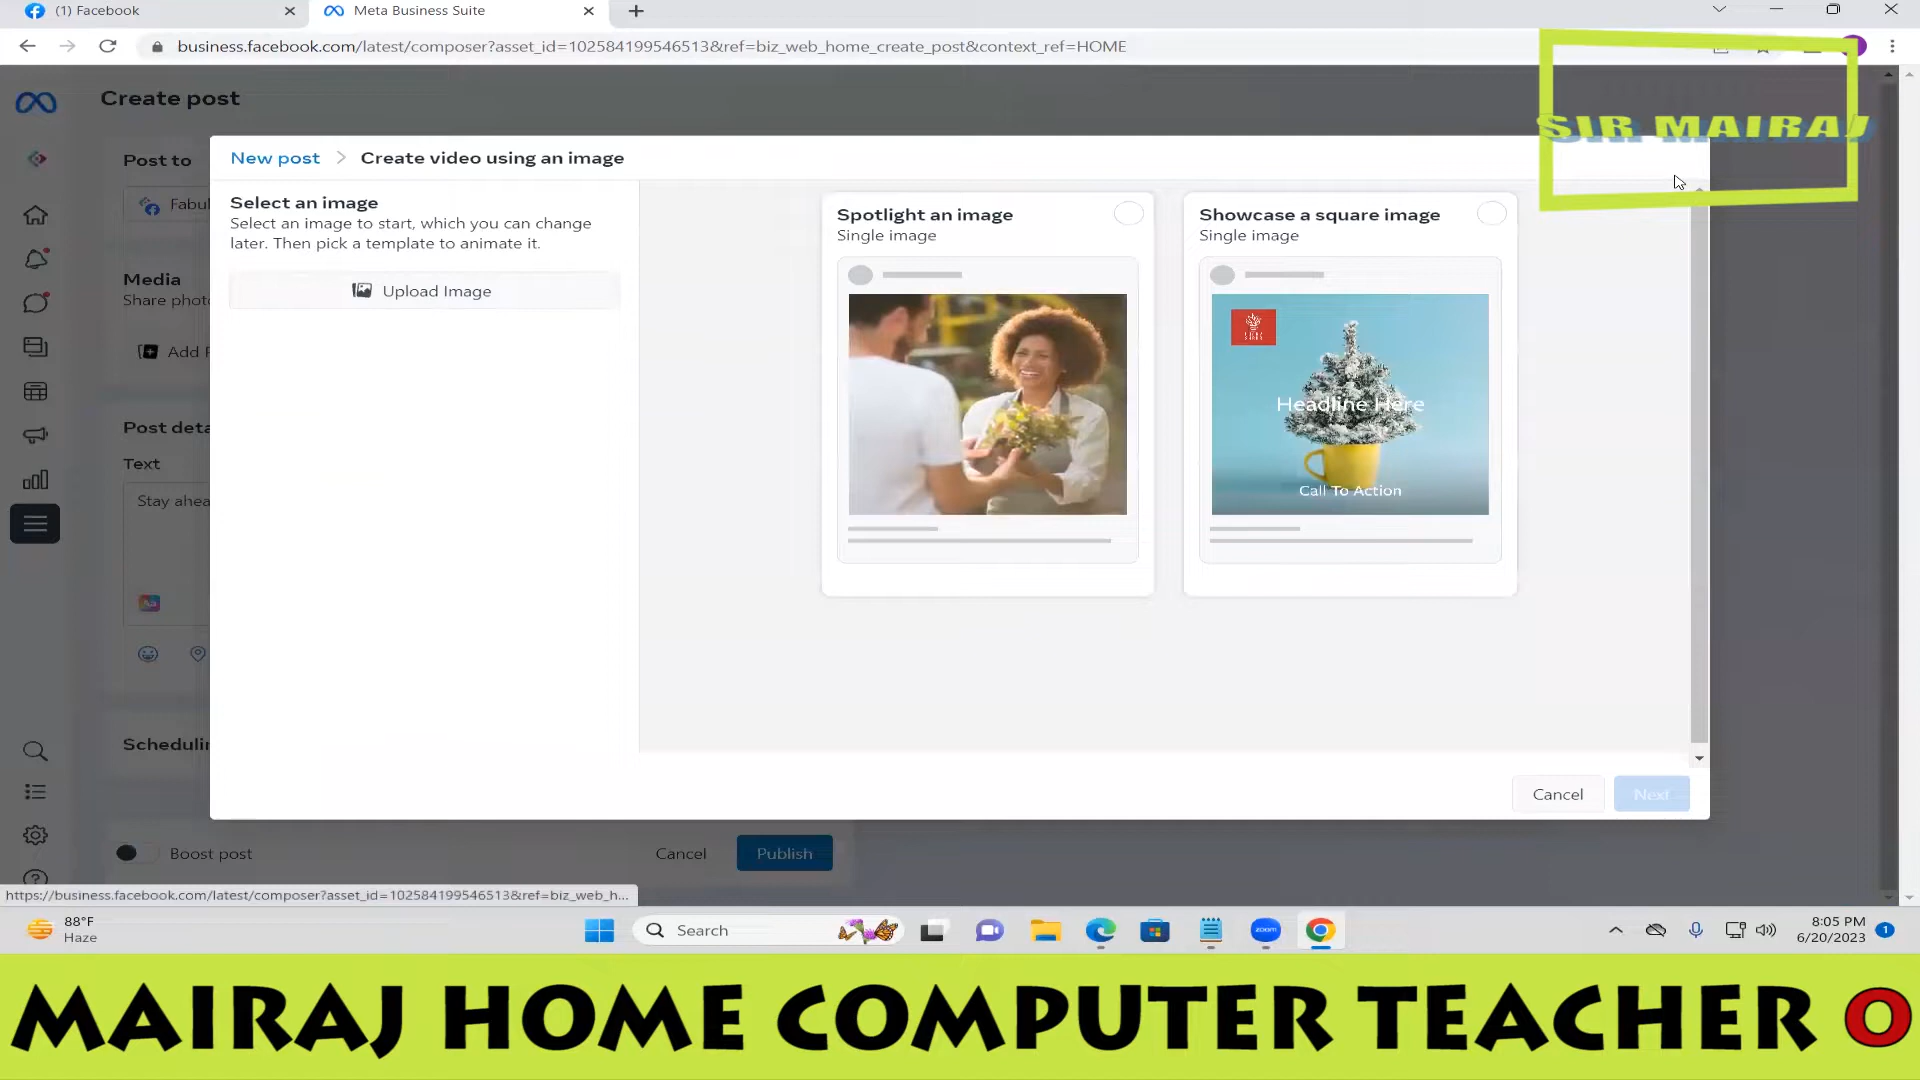 (1) Facebook
Meta Business Suite
business.facebook.com/latest/composer?asset_id=102584199546513&ref=biz_web_home_create_post&context_ref=HOME
SIR MAIRAJ
Create post
Post to
Fabul
Media
Share photo
Add
Post deta
Text
Stay ahea
Schedulin
Boost post
Cancel
Publish
New post > Create video using an image
Select an image
Select an image to start, which you can change
later. Then pick a template to animate it.
Upload Image
Spotlight an image
Single image
Showcase a square image
Single image
Headline Here
Call To Action
Cancel
Next
https://business.facebook.com/latest/composer?asset_id=102584199546513&ref=biz_web_h...
88°F
Haze
Search
zoom
8:05 PM
6/20/2023
1
MAIRAJ HOME COMPUTER TEACHER O